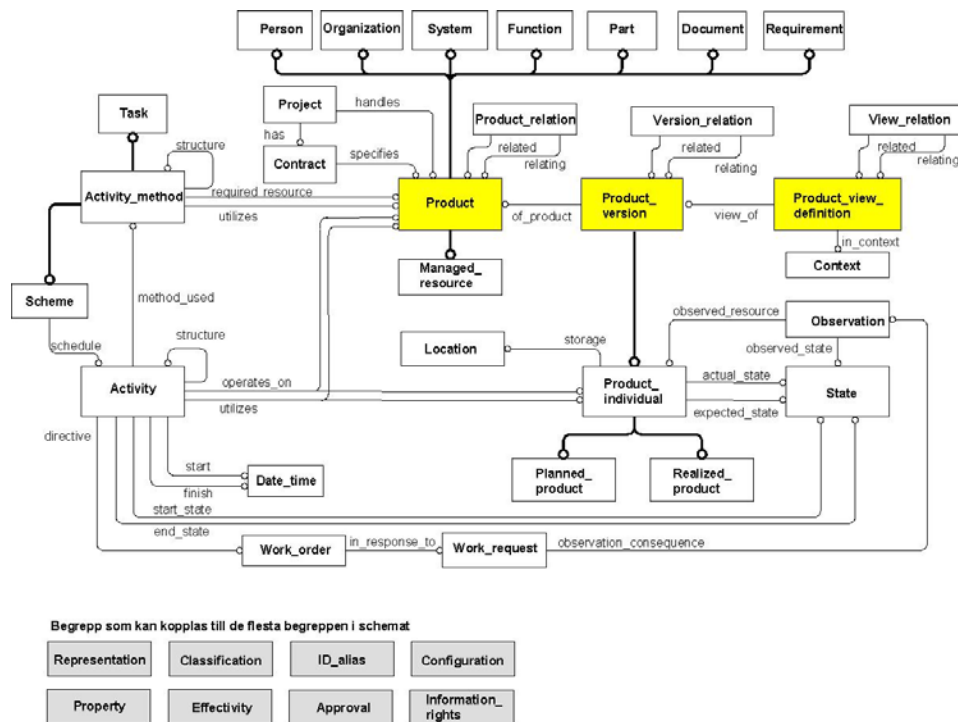 Person
Organization
System
Function
Part
Document
Requirement
Task
Project
handles
Product_relation
Version_relation
View_relation
structure
has
related
relating
related
relating
related
relating
Contract
specifies
Activity_method
required_resource
utilizes
Product
of_product
Product_
version
view_of
Product_view_
definition
in_context
Managed_
resource
Context
Scheme
method_used
observed_resource
Observation
schedule
structure
Location
storage
observed_state
Activity
operates_on
utilizes
Product_
individual
actual_state
expected_state
State
directive
start
finish
Date_time
Planned_
product
Realized_
product
start_state
end_state
Work_order
in_response_to
Work_request
observation_consequence
Begrepp som kan kopplas till de flesta begreppen i schemat
Representation
Classification
ID_alias
Configuration
Property
Effectivity
Approval
Information_
rights